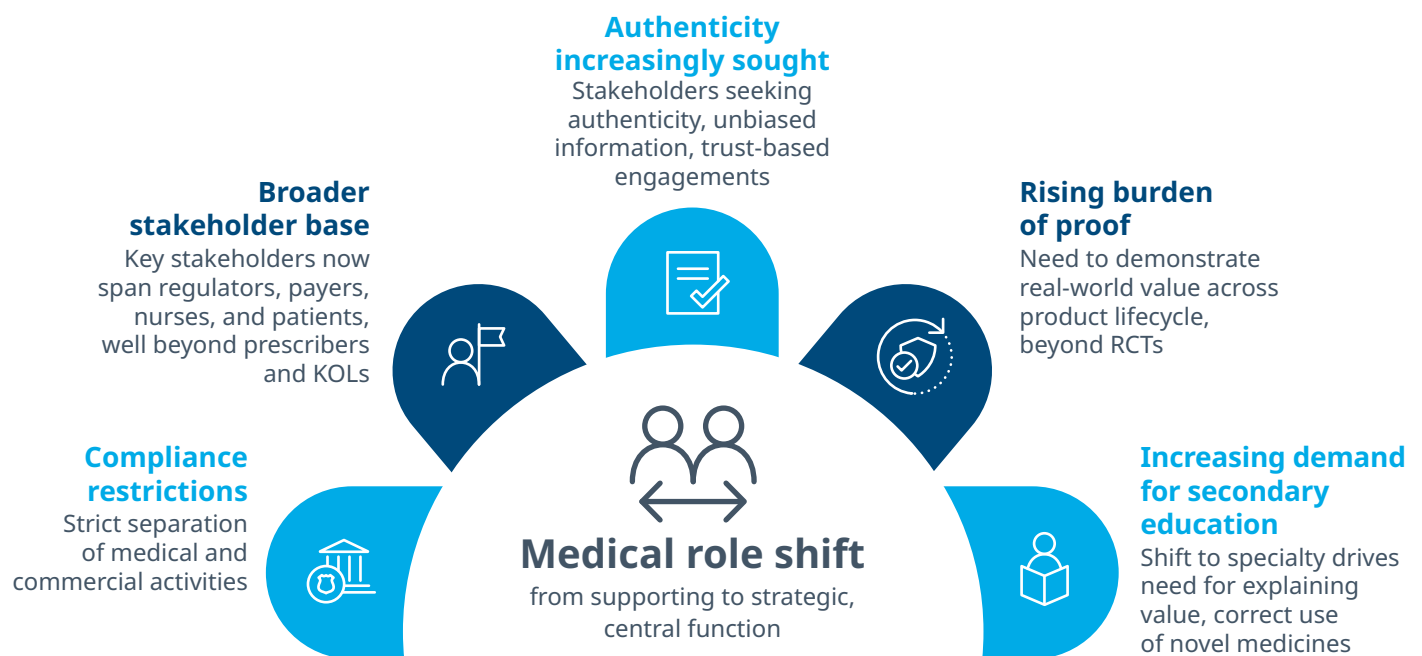 Authenticity
increasingly sought
Stakeholders seeking
authenticity, unbiased
information, trust-based
engagements
Broader
stakeholder base
Key stakeholders now
span regulators, payers,
nurses, and patients,
well beyond prescribers
and KOLs
Rising burden
of proof
Need to demonstrate
real-world value across
product lifecycle,
beyond RCTs
Compliance
restrictions
Strict separation
of medical and
commercial activities
Medical role shift
from supporting to strategic,
central function
Increasing demand
for secondary
education
Shift to specialty drives
need for explaining
value, correct use
of novel medicines